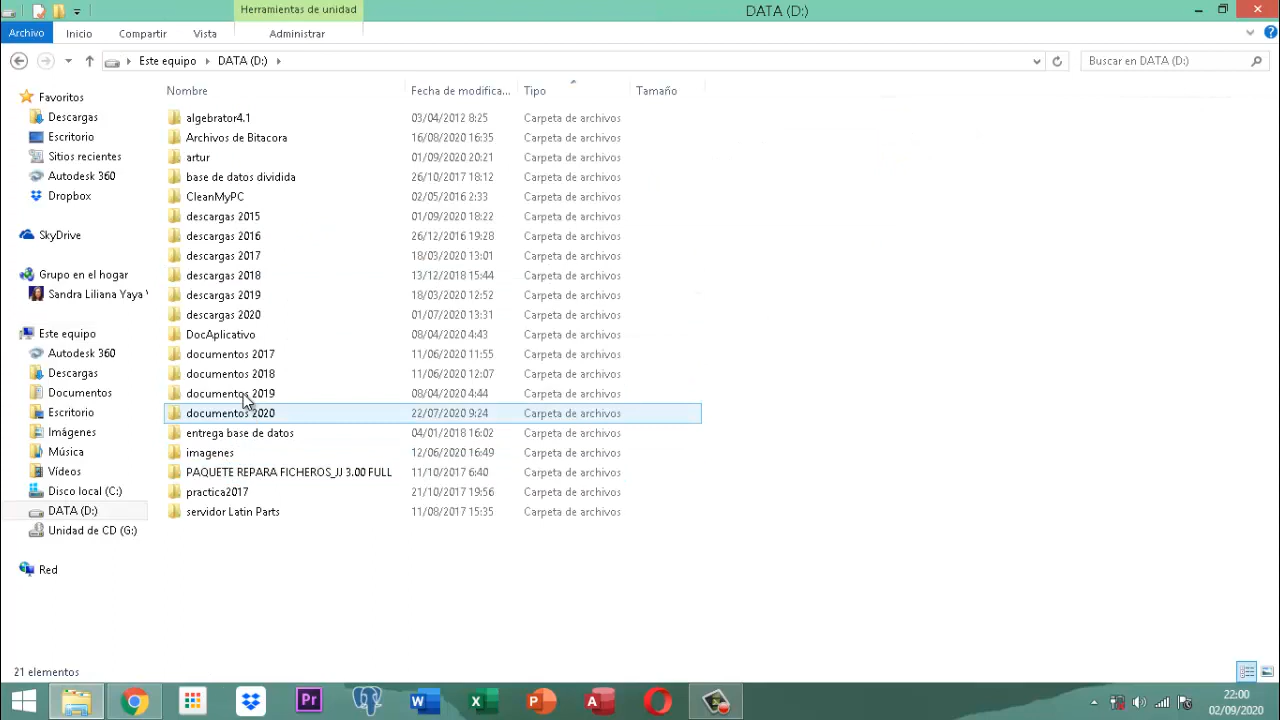 Herramientas de unidad
DATA (D:)
Archivo Inicio Compartir Vista Administrar
Este equipo DATA (D:) Buscar en DATA (D:)
Nombre Fecha de modifica... Tipo Tamaño
Favoritos
Descargas
Escritorio
Sitios recientes
Autodesk 360
Dropbox
SkyDrive
Grupo en el hogar
Sandra Liliana Yaya
Este equipo
Autodesk 360
Descargas
Documentos
Escritorio
Imágenes
Música
Vídeos
Disco local (C:)
DATA (D:)
Unidad de CD (G:)
Red
algebrator4.1 03/04/2012 8:25 Carpeta de archivos
Archivos de Bitacora 16/08/2020 16:35 Carpeta de archivos
artur 01/09/2020 20:21 Carpeta de archivos
base de datos dividida 26/10/2017 18:12 Carpeta de archivos
CleanMyPC 02/05/2016 2:33 Carpeta de archivos
descargas 2015 01/09/2020 18:22 Carpeta de archivos
descargas 2016 26/12/2016 19:28 Carpeta de archivos
descargas 2017 18/03/2020 13:01 Carpeta de archivos
descargas 2018 13/12/2018 15:44 Carpeta de archivos
descargas 2019 18/03/2020 12:52 Carpeta de archivos
descargas 2020 01/07/2020 13:31 Carpeta de archivos
DocAplicativo 08/04/2020 4:43 Carpeta de archivos
documentos 2017 11/06/2020 11:55 Carpeta de archivos
documentos 2018 11/06/2020 12:07 Carpeta de archivos
documentos 2019 08/04/2020 4:44 Carpeta de archivos
documentos 2020 22/07/2020 9:24 Carpeta de archivos
entrega base de datos 04/01/2018 16:02 Carpeta de archivos
imagenes 12/06/2020 16:49 Carpeta de archivos
PAQUETE REPARA FICHEROS_JJ 3.00 FULL 11/10/2017 6:40 Carpeta de archivos
practica2017 21/10/2017 19:56 Carpeta de archivos
servidor Latin Parts 11/08/2017 15:35 Carpeta de archivos
21 elementos
22:00
02/09/2020